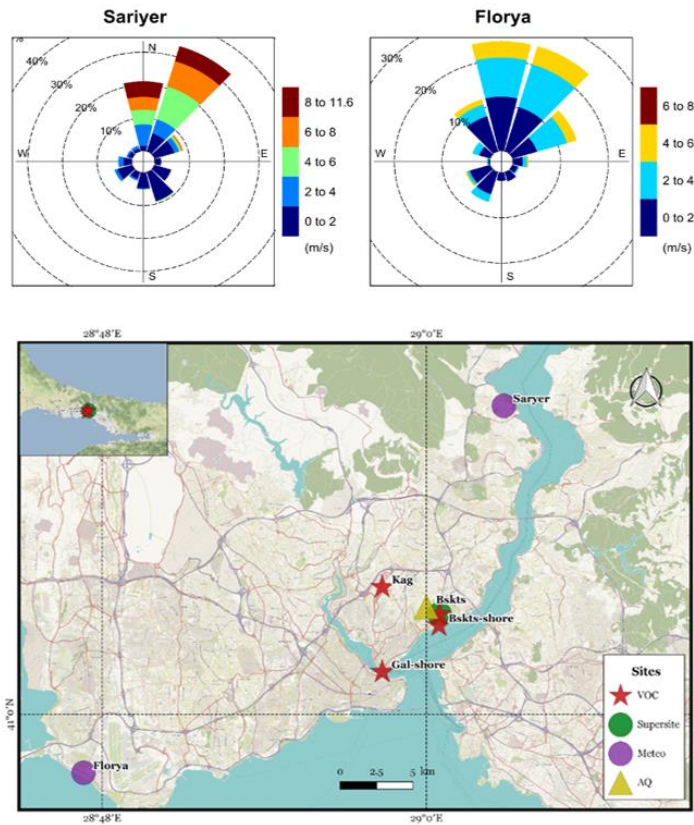 Sariyer
Florya
%
40%
30%
20%
10%
N
W
E
S
8 to 11.6
6 to 8
4 to 6
2 to 4
0 to 2
(m/s)
30%
20%
10%
W
E
S
6 to 8
4 to 6
2 to 4
0 to 2
(m/s)
28°48'E
29°0'E
Saryer
Kag
Bskts
Bskts-shore
Gal-shore
41°0'N
41°0'N
Florya
0 2.5 5 km
Sites
VOC
Supersite
Meteo
AQ
28°48'E
29°0'E